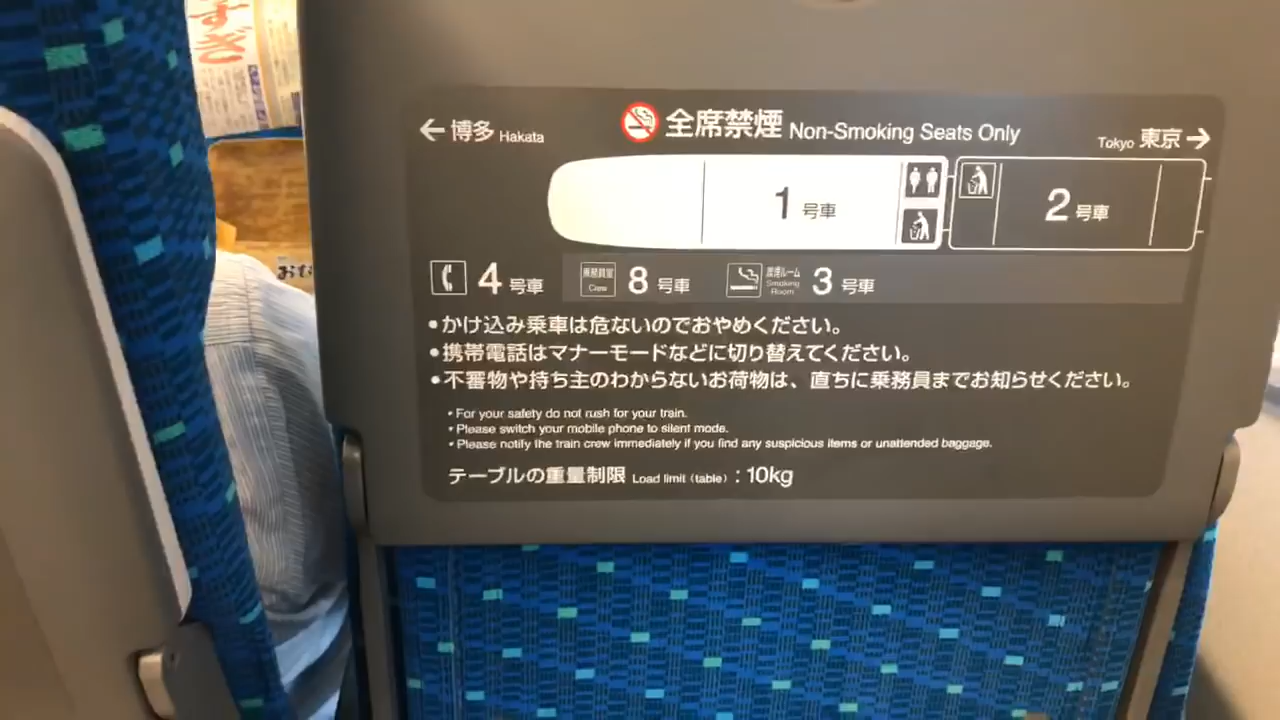 すぎ
← 博多 Hakata
全席禁煙 Non-Smoking Seats Only
Tokyo 東京 →
1 号車
2 号車
4 号車
乗務員室 Crew 8 号車
喫煙ルーム Smoking Room 3 号車
•かけ込み乗車は危ないのでおやめください。
•携帯電話はマナーモードなどに切り替えてください。
•不審物や持ち主のわからないお荷物は、直ちに乗務員までお知らせください。
• For your safety do not rush for your train.
• Please switch your mobile phone to silent mode.
• Please notify the train crew immediately if you find any suspicious items or unattended baggage.
テーブルの重量制限 Load limit (table) : 10kg
おむ